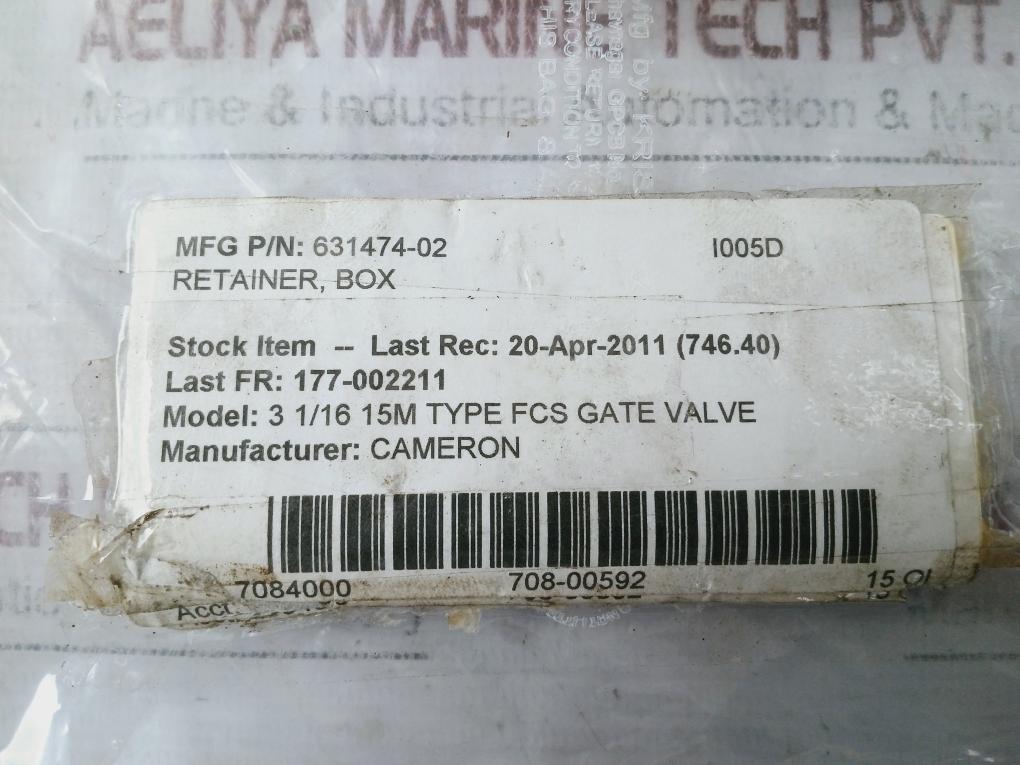 AELIYA MARINE TECH PVT.
Marine & Industrial Automation &
MFG P/N: 631474-02 I005D
RETAINER, BOX
Stock Item -- Last Rec: 20-Apr-2011 (746.40)
Last FR: 177-002211
Model: 3 1/16 15M TYPE FCS GATE VALVE
Manufacturer: CAMERON
7084000 708-00592 15